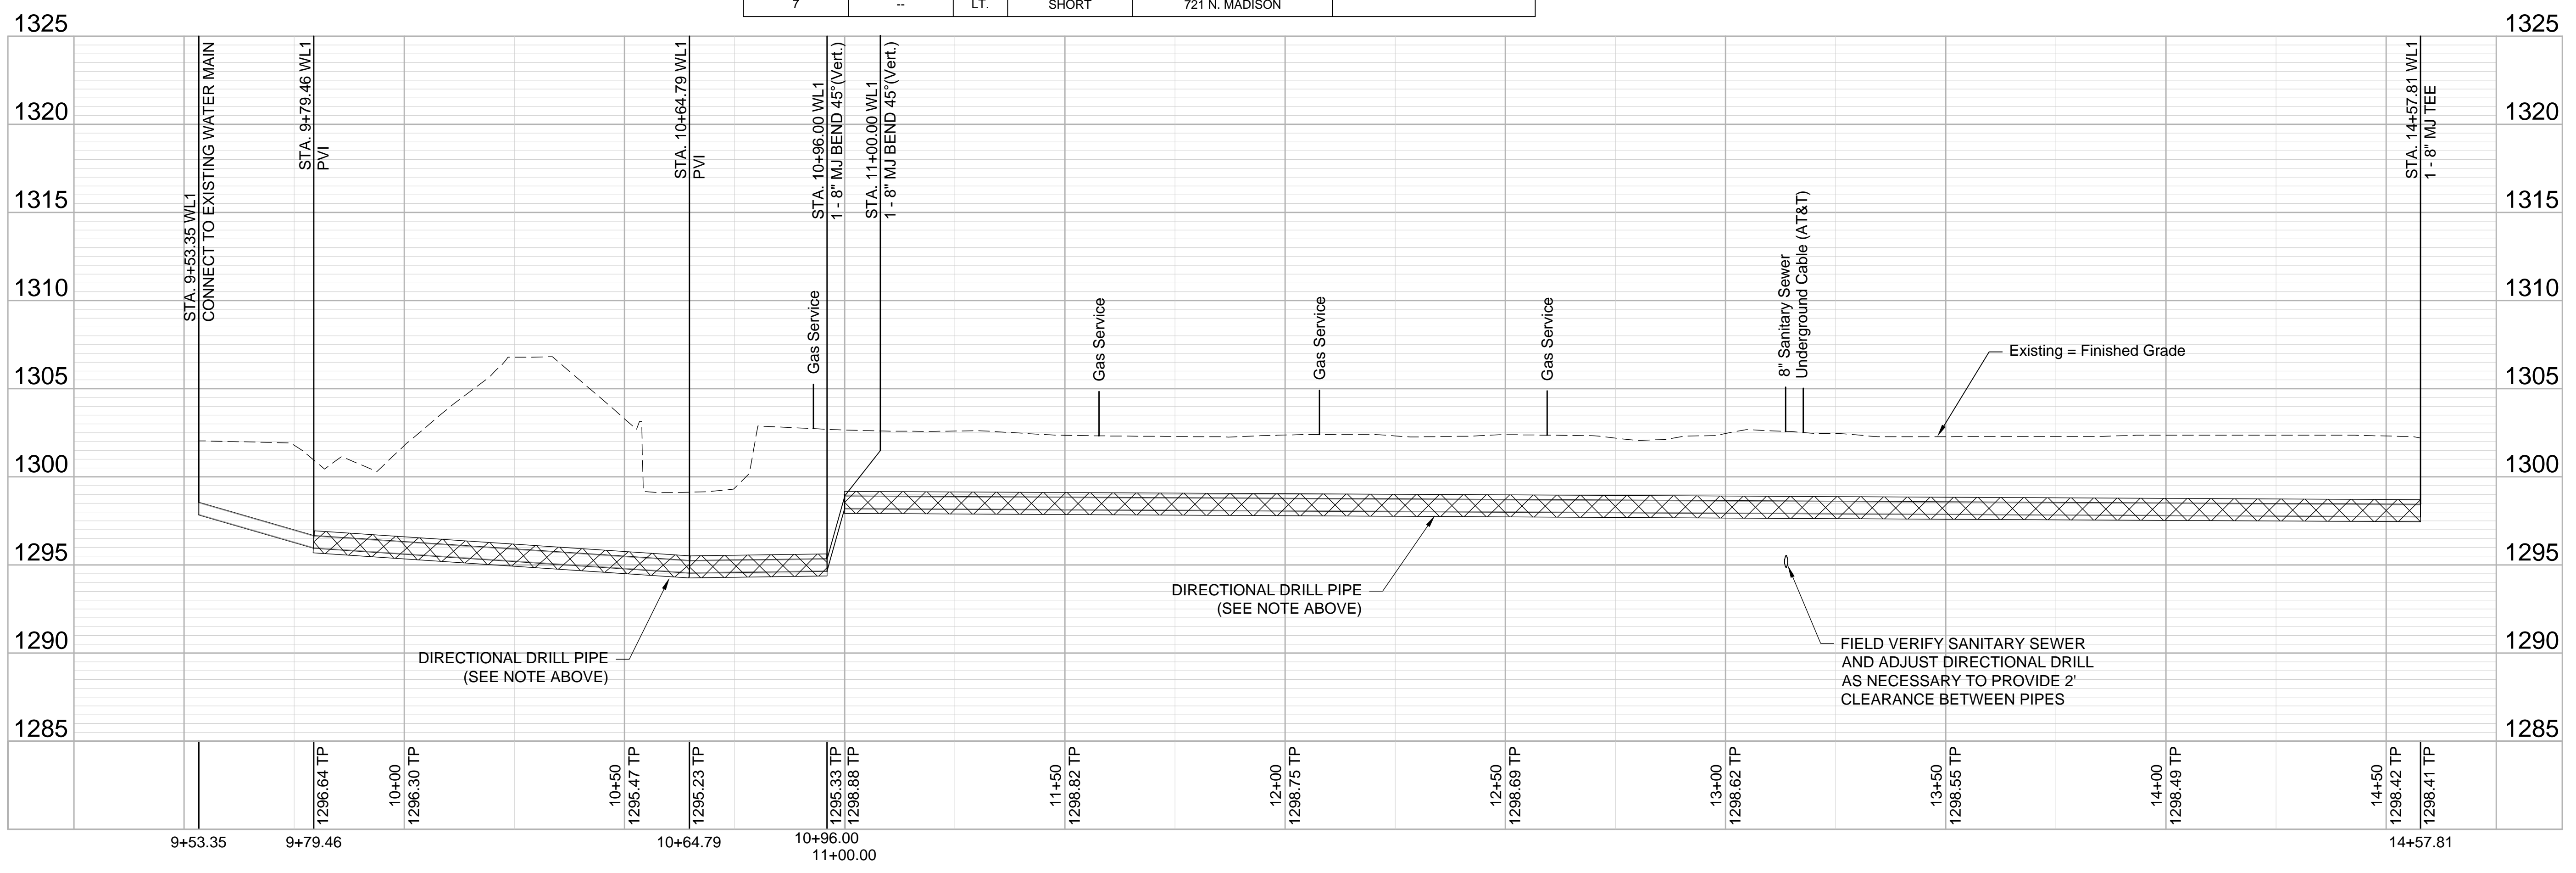 7 -- LT. SHORT 721 N. MADISON
1325 1325
1320 1320
1315 1315
1310 1310
1305 1305
1300 1300
1295 1295
1290 1290
1285 1285
STA. 9+53.35 WL1
CONNECT TO EXISTING WATER MAIN
STA. 9+79.46 WL1
PVI
STA. 10+64.79 WL1
PVI
STA. 10+96.00 WL1
1 - 8" MJ BEND 45°(Vert.)
STA. 11+00.00 WL1
1 - 8" MJ BEND 45°(Vert.)
STA. 14+57.81 WL1
1 - 8" MJ TEE
Gas Service
Gas Service
Gas Service
Gas Service
8" Sanitary Sewer
Underground Cable (AT&T)
Existing = Finished Grade
DIRECTIONAL DRILL PIPE
(SEE NOTE ABOVE)
DIRECTIONAL DRILL PIPE
(SEE NOTE ABOVE)
FIELD VERIFY SANITARY SEWER
AND ADJUST DIRECTIONAL DRILL
AS NECESSARY TO PROVIDE 2'
CLEARANCE BETWEEN PIPES
1296.64 TP
10+00
1296.30 TP
10+50
1295.47 TP
1295.23 TP
1295.33 TP
1298.88 TP
11+50
1298.82 TP
12+00
1298.75 TP
12+50
1298.69 TP
13+00
1298.62 TP
13+50
1298.55 TP
14+00
1298.49 TP
14+50
1298.42 TP
1298.41 TP
9+53.35
9+79.46
10+64.79
10+96.00
11+00.00
14+57.81